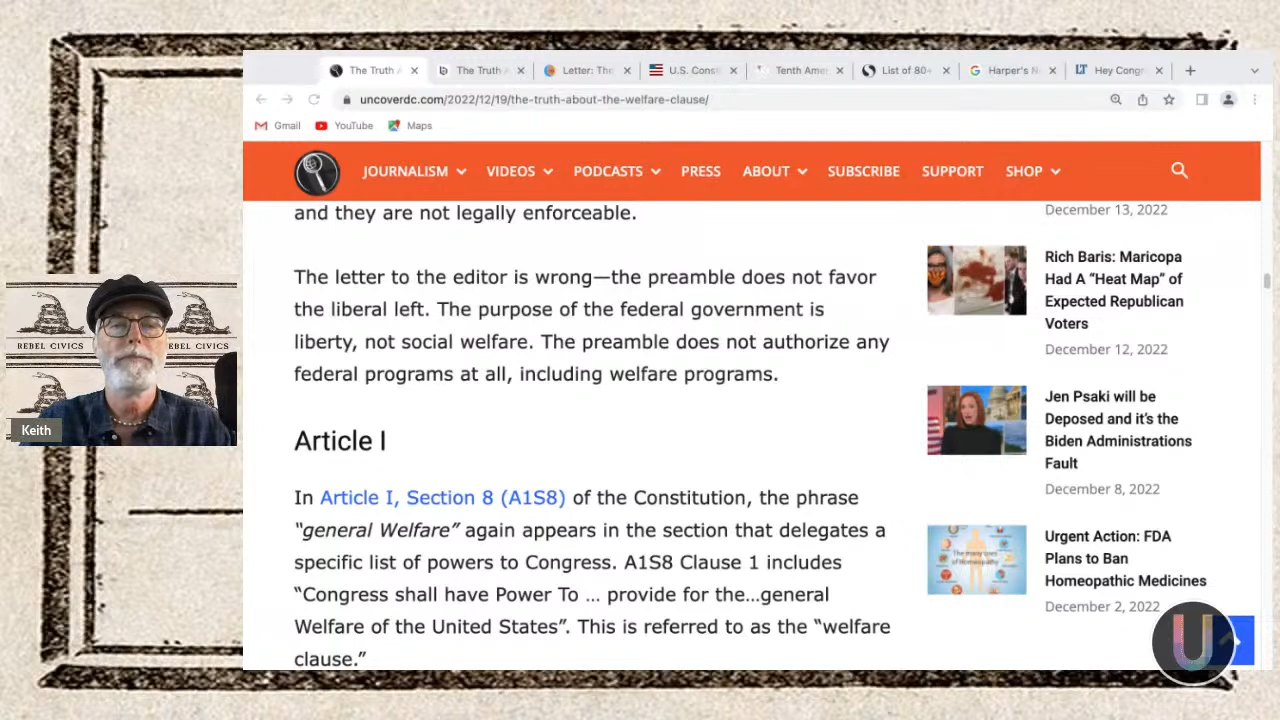 The Truth A
The Truth A
Letter: The
U.S. Consi
Tenth Ame
List of 80+
Harper's N
Hey Congr
uncoverdc.com/2022/12/19/the-truth-about-the-welfare-clause/
Gmail
YouTube
Maps
JOURNALISM
VIDEOS
PODCASTS
PRESS
ABOUT
SUBSCRIBE
SUPPORT
SHOP
and they are not legally enforceable.
The letter to the editor is wrong—the preamble does not favor
the liberal left. The purpose of the federal government is
liberty, not social welfare. The preamble does not authorize any
federal programs at all, including welfare programs.
Article I
In Article I, Section 8 (A1S8) of the Constitution, the phrase
"general Welfare" again appears in the section that delegates a
specific list of powers to Congress. A1S8 Clause 1 includes
“Congress shall have Power To … provide for the…general
Welfare of the United States”. This is referred to as the “welfare
clause.”
December 13, 2022
Rich Baris: Maricopa
Had A “Heat Map” of
Expected Republican
Voters
December 12, 2022
Jen Psaki will be
Deposed and it’s the
Biden Administrations
Fault
December 8, 2022
The many uses
of Homeopathy
Urgent Action: FDA
Plans to Ban
Homeopathic Medicines
December 2, 2022
U
REBEL CIVICS
REBEL CIVICS
Keith